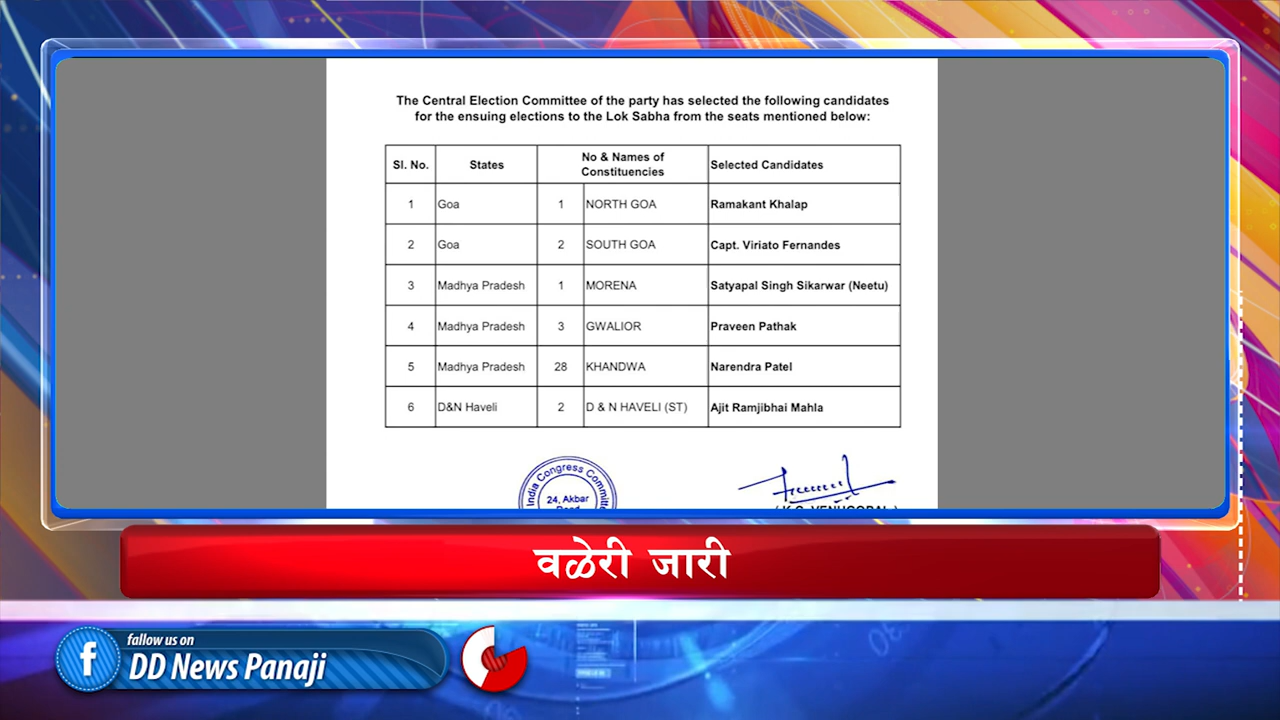 The Central Election Committee of the party has selected the following candidates
for the ensuing elections to the Lok Sabha from the seats mentioned below:
Sl. No. States No & Names of Constituencies Selected Candidates
1 Goa 1 NORTH GOA Ramakant Khalap
2 Goa 2 SOUTH GOA Capt. Viriato Fernandes
3 Madhya Pradesh 1 MORENA Satyapal Singh Sikarwar (Neetu)
4 Madhya Pradesh 3 GWALIOR Praveen Pathak
5 Madhya Pradesh 28 KHANDWA Narendra Patel
6 D&N Haveli 2 D & N HAVELI (ST) Ajit Ramjibhai Mahla
India Congress Committee
24, Akbar
Road
(K.C. VENUGOPAL)
वळेरी जारी
fallow us on
DD News Panaji